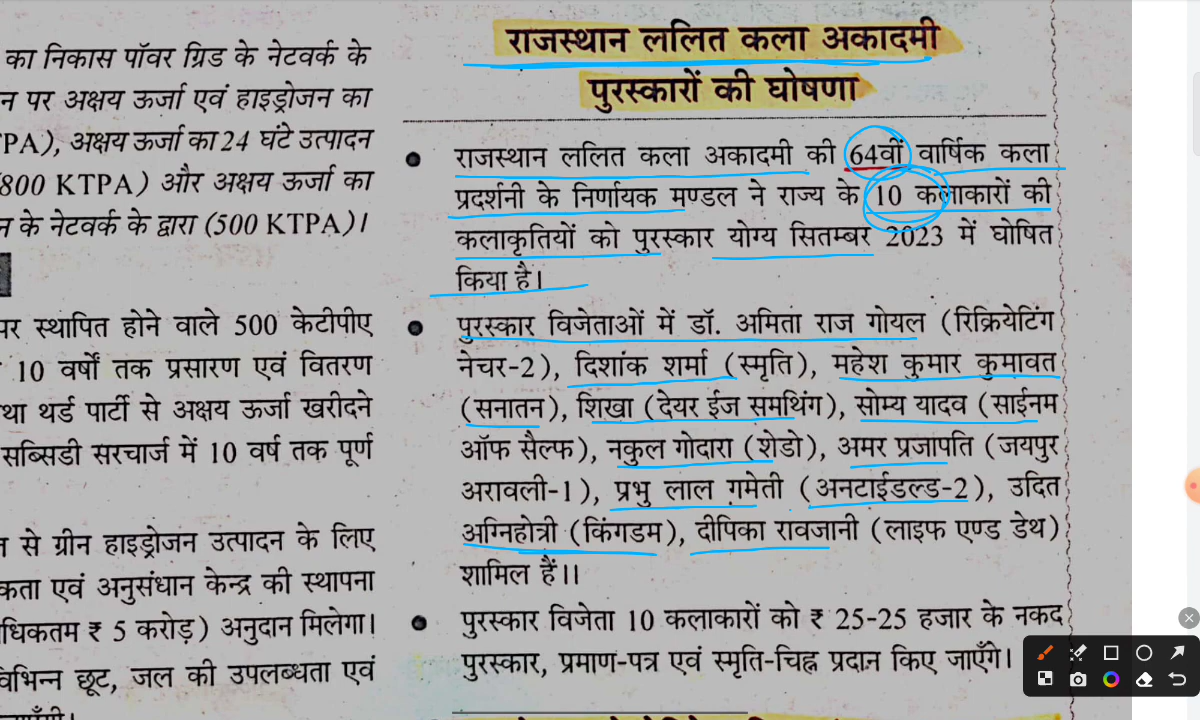 का निकास पॉवर ग्रिड के नेटवर्क के
न पर अक्षय ऊर्जा एवं हाइड्रोजन का
PA), अक्षय ऊर्जा का 24 घंटे उत्पादन
800 KTPA) और अक्षय ऊर्जा का
न के नेटवर्क के द्वारा (500 KTPA)।
पर स्थापित होने वाले 500 केटीपीए
10 वर्षों तक प्रसारण एवं वितरण
था थर्ड पार्टी से अक्षय ऊर्जा खरीदने
सब्सिडी सरचार्ज में 10 वर्ष तक पूर्ण
से ग्रीन हाइड्रोजन उत्पादन के लिए
कता एवं अनुसंधान केन्द्र की स्थापना
धिकतम ₹ 5 करोड़) अनुदान मिलेगा।
विभिन्न छूट, जल की उपलब्धता एवं
राजस्थान ललित कला अकादमी
पुरस्कारों की घोषणा
● राजस्थान ललित कला अकादमी की 64वीं वार्षिक कला
प्रदर्शनी के निर्णायक मण्डल ने राज्य के 10 कलाकारों की
कलाकृतियों को पुरस्कार योग्य सितम्बर 2023 में घोषित
किया है।
● पुरस्कार विजेताओं में डॉ. अमिता राज गोयल (रिक्रियेटिंग
नेचर-2), दिशांक शर्मा (स्मृति), महेश कुमार कुमावत
(सनातन), शिखा (देयर ईज समथिंग), सोम्य यादव (साईनम
ऑफ सैल्फ), नकुल गोदारा (शेडो), अमर प्रजापति (जयपुर
अरावली-1), प्रभु लाल गमेती (अनटाईडल्ड-2), उदित
अग्निहोत्री (किंगडम), दीपिका रावजानी (लाइफ एण्ड डेथ)
शामिल हैं।।
● पुरस्कार विजेता 10 कलाकारों को ₹ 25-25 हजार के नकद
पुरस्कार, प्रमाण-पत्र एवं स्मृति-चिह्न प्रदान किए जाएँगे।